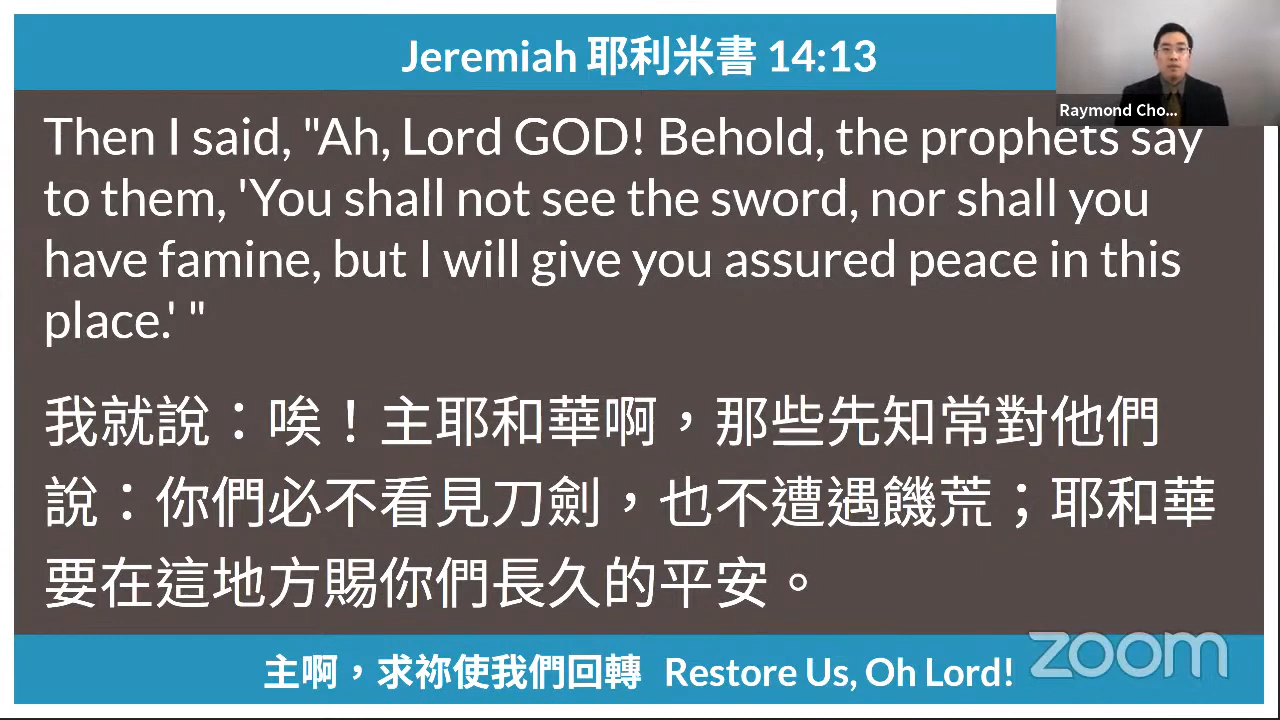 Jeremiah 耶利米書 14:13
Raymond Cho...
Then I said, "Ah, Lord GOD! Behold, the prophets say
to them, 'You shall not see the sword, nor shall you
have famine, but I will give you assured peace in this
place.' "
我就說：唉！主耶和華啊，那些先知常對他們
說：你們必不看見刀劍，也不遭遇饑荒；耶和華
要在這地方賜你們長久的平安。
主啊，求祢使我們回轉 Restore Us, Oh Lord!
zoom